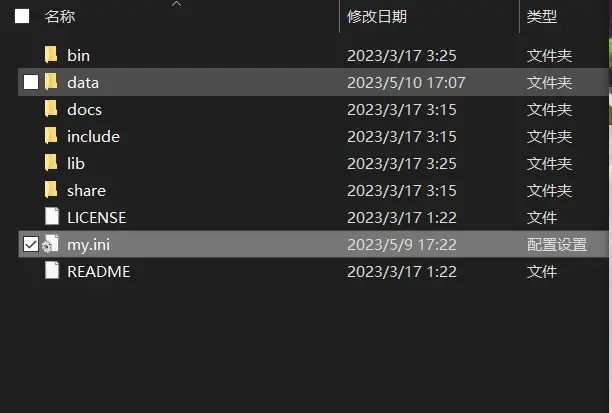 名称 修改日期 类型
bin 2023/3/17 3:25 文件夹
data 2023/5/10 17:07 文件夹
docs 2023/3/17 3:15 文件夹
include 2023/3/17 3:15 文件夹
lib 2023/3/17 3:25 文件夹
share 2023/3/17 3:15 文件夹
LICENSE 2023/3/17 1:22 文件
my.ini 2023/5/9 17:22 配置设置
README 2023/3/17 1:22 文件